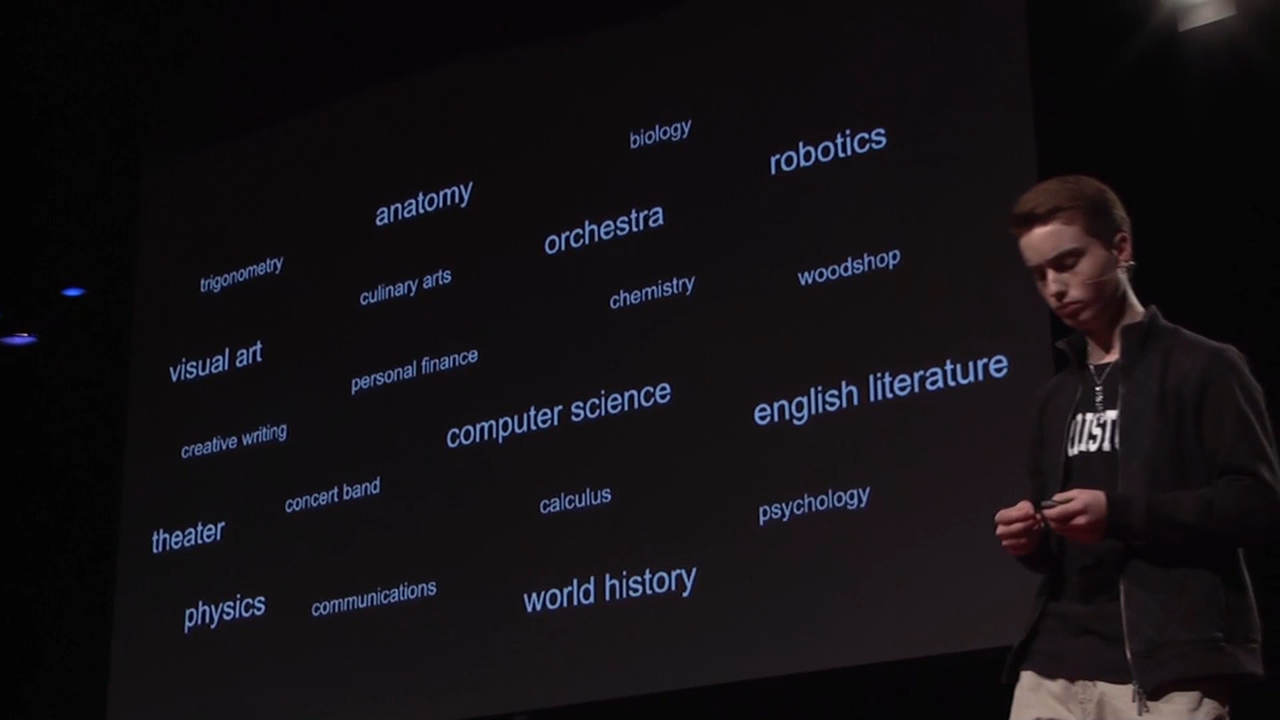 biology
robotics
anatomy
orchestra
trigonometry
culinary arts
chemistry
woodshop
visual art
personal finance
computer science
english literature
creative writing
concert band
calculus
psychology
theater
physics
communications
world history